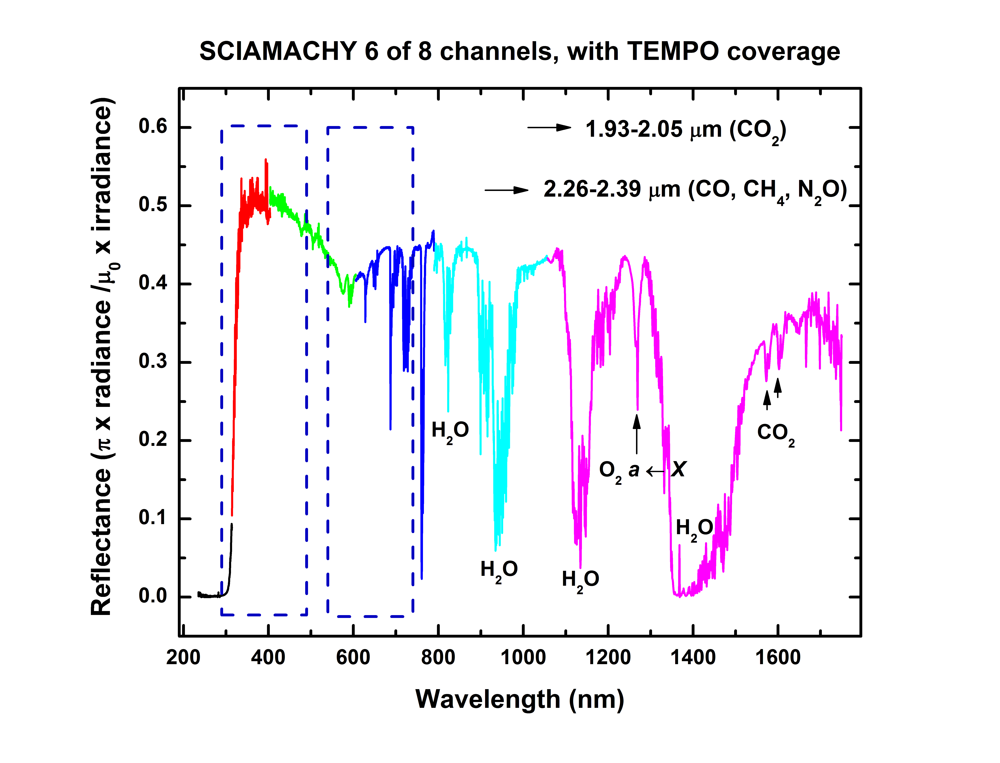 SCIAMACHY 6 of 8 channels, with TEMPO coverage
Reflectance (π x radiance /μ₀ x irradiance)
0.6
0.5
0.4
0.3
0.2
0.1
0.0
1.93-2.05 μm (CO₂)
2.26-2.39 μm (CO, CH₄, N₂O)
H₂O
H₂O
H₂O
O₂ a ← X
H₂O
CO₂
200 400 600 800 1000 1200 1400 1600
Wavelength (nm)